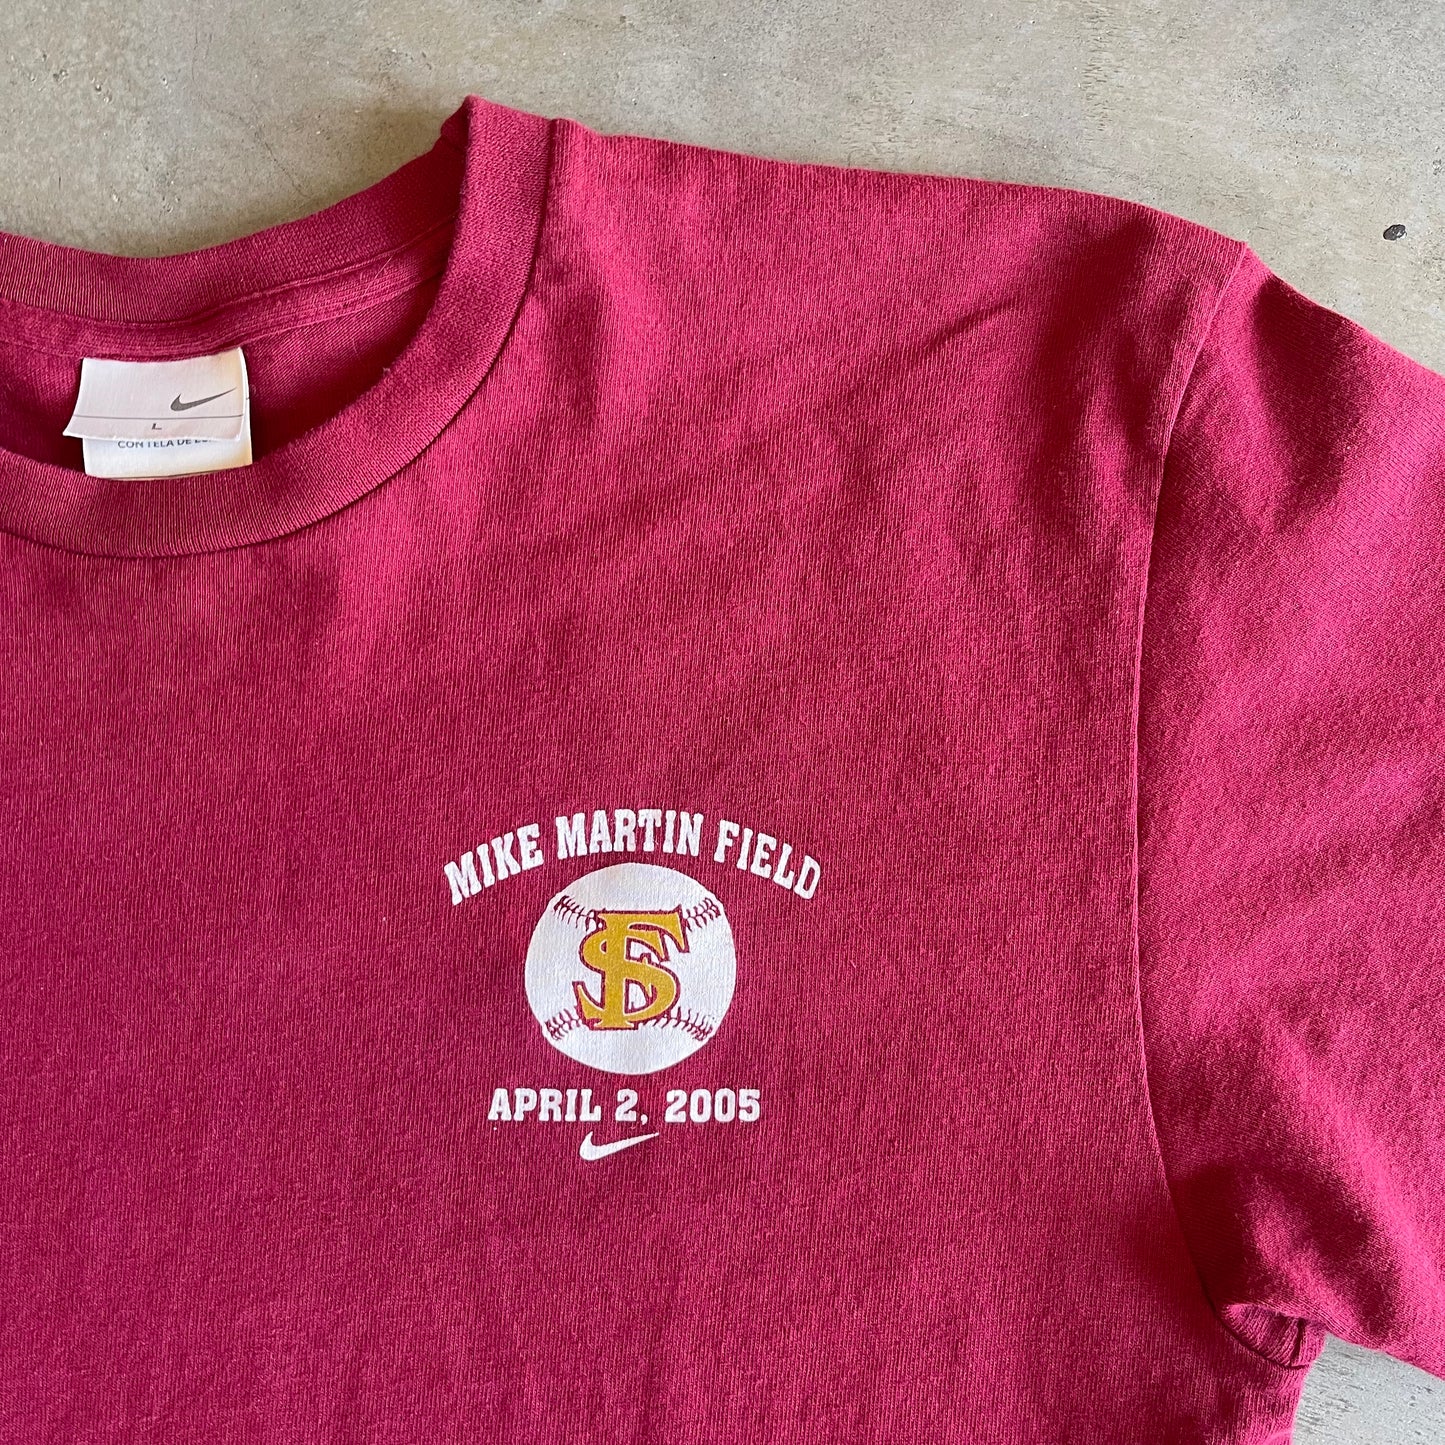 L
CON TELA DE
MIKE MARTIN FIELD
FS
APRIL 2, 2005